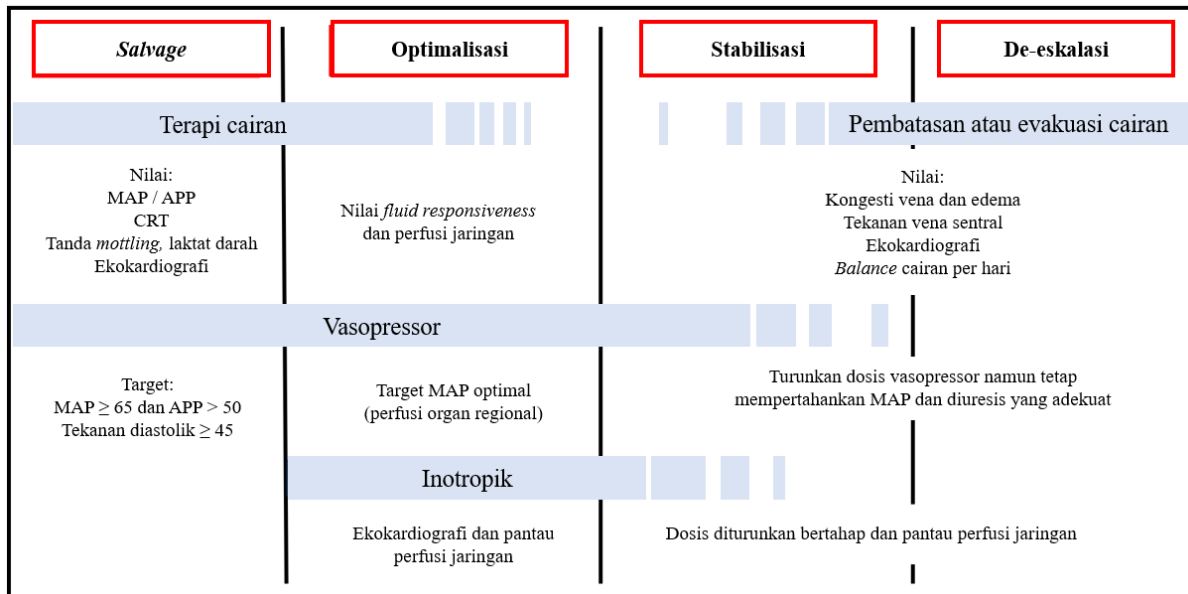 Salvage
Optimalisasi
Stabilisasi
De-eskalasi
Terapi cairan
Pembatasan atau evakuasi cairan
Nilai:
MAP / APP
CRT
Tanda mottling, laktat darah
Ekokardiografi
Nilai fluid responsiveness
dan perfusi jaringan
Nilai:
Kongesti vena dan edema
Tekanan vena sentral
Ekokardiografi
Balance cairan per hari
Vasopressor
Target:
MAP ≥ 65 dan APP > 50
Tekanan diastolik ≥ 45
Target MAP optimal
(perfusi organ regional)
Turunkan dosis vasopressor namun tetap
mempertahankan MAP dan diuresis yang adekuat
Inotropik
Ekokardiografi dan pantau
perfusi jaringan
Dosis diturunkan bertahap dan pantau perfusi jaringan